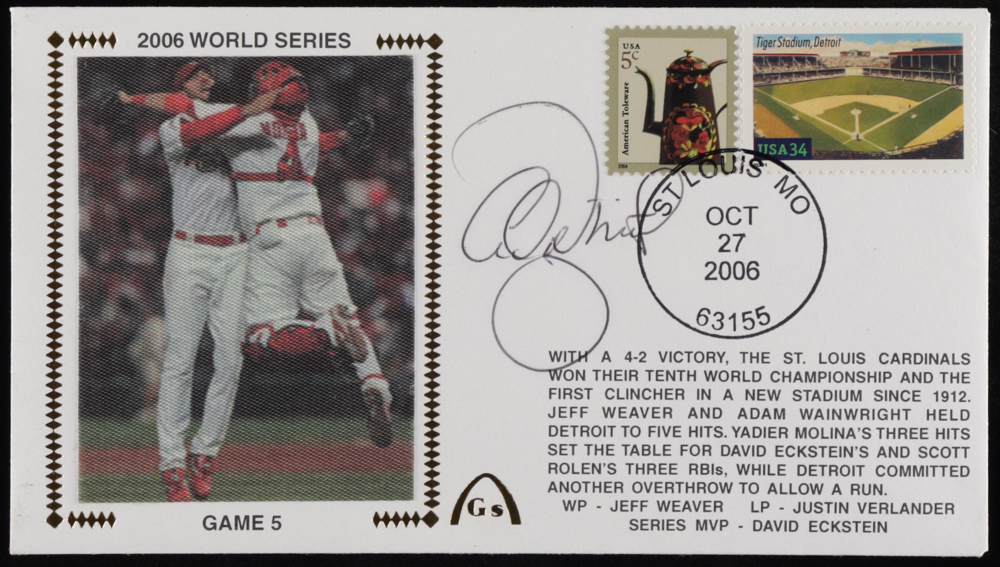 2006 WORLD SERIES
GAME 5
Gs
USA
5c
American Toleware
2004
Tiger Stadium, Detroit
USA 34
ST LOUIS MO
OCT
27
2006
63155
WITH A 4-2 VICTORY, THE ST. LOUIS CARDINALS
WON THEIR TENTH WORLD CHAMPIONSHIP AND THE
FIRST CLINCHER IN A NEW STADIUM SINCE 1912.
JEFF WEAVER AND ADAM WAINWRIGHT HELD
DETROIT TO FIVE HITS. YADIER MOLINA'S THREE HITS
SET THE TABLE FOR DAVID ECKSTEIN'S AND SCOTT
ROLEN'S THREE RBIs, WHILE DETROIT COMMITTED
ANOTHER OVERTHROW TO ALLOW A RUN.
WP - JEFF WEAVER LP - JUSTIN VERLANDER
SERIES MVP - DAVID ECKSTEIN